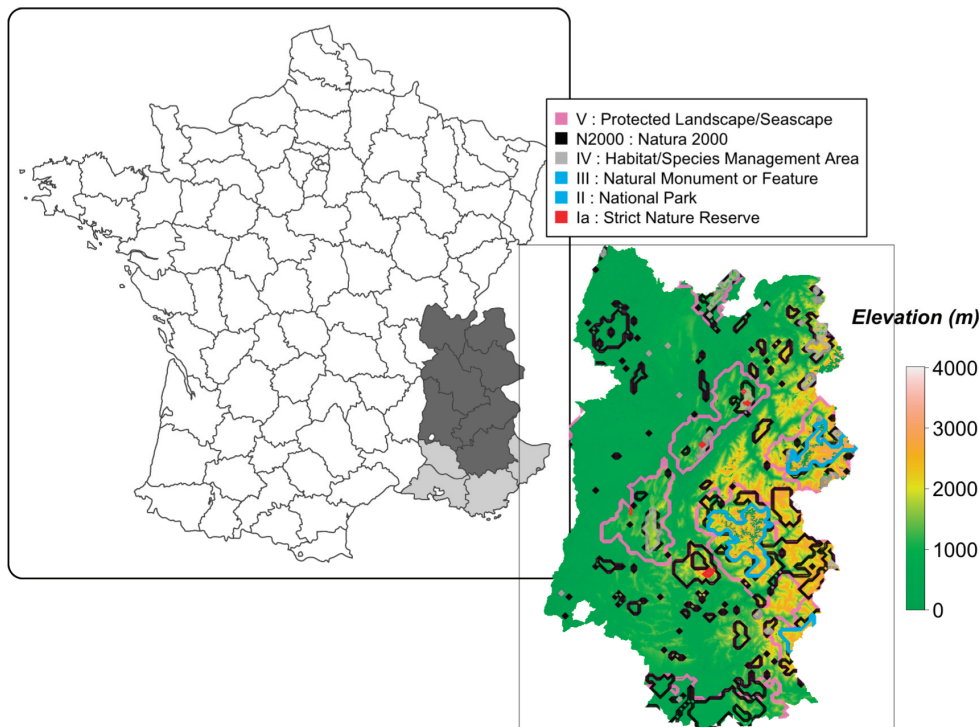 V : Protected Landscape/Seascape
N2000 : Natura 2000
IV : Habitat/Species Management Area
III : Natural Monument or Feature
II : National Park
Ia : Strict Nature Reserve
Elevation (m)
4000
3000
2000
1000
0